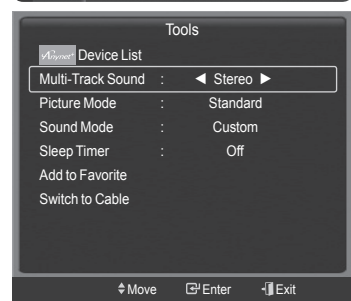 Tools
Anynet+ Device List
Multi-Track Sound : ◀ Stereo ▶
Picture Mode : Standard
Sound Mode : Custom
Sleep Timer : Off
Add to Favorite
Switch to Cable
Move Enter Exit